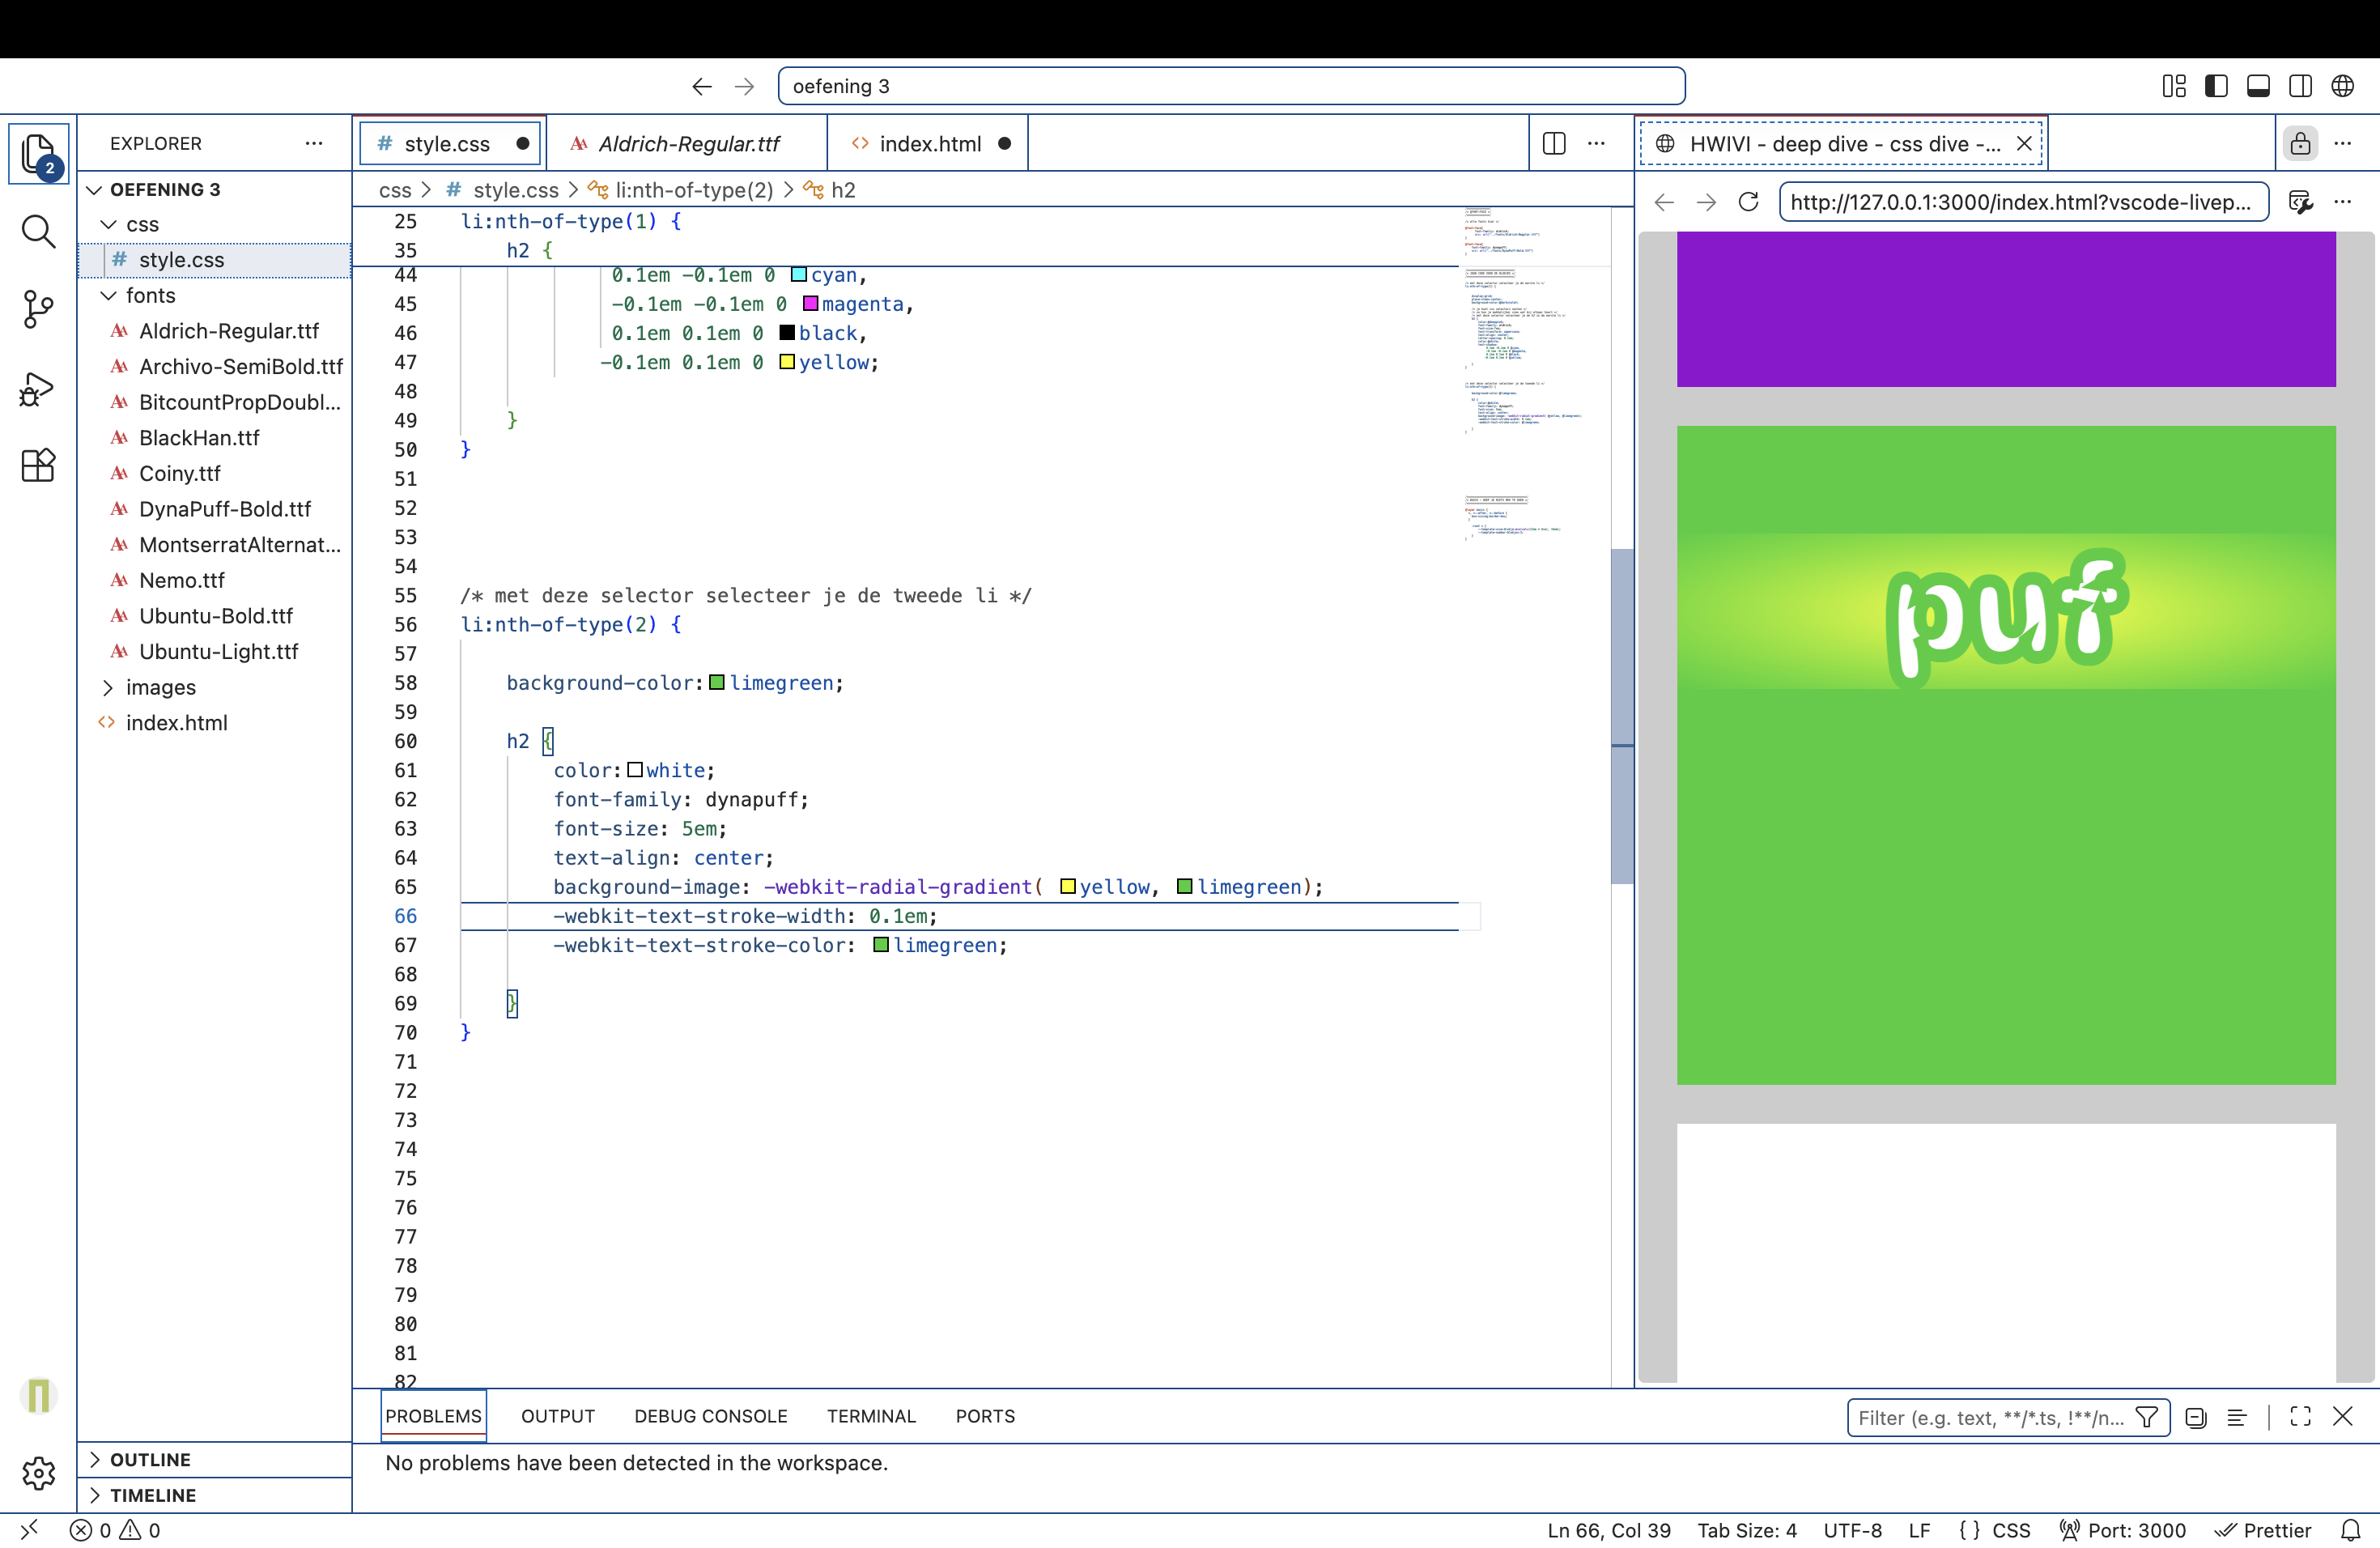 oefening 3
EXPLORER
style.css
Aldrich-Regular.ttf
index.html
HWIVI - deep dive - css dive -...
2
OEFENING 3
css
style.css
fonts
Aldrich-Regular.ttf
Archivo-SemiBold.ttf
BitcountPropDoubl...
BlackHan.ttf
Coiny.ttf
DynaPuff-Bold.ttf
MontserratAlternat...
Nemo.ttf
Ubuntu-Bold.ttf
Ubuntu-Light.ttf
images
index.html
OUTLINE
TIMELINE
css > # style.css > li:nth-of-type(2) > h2
http://127.0.0.1:3000/index.html?vscode-livep...
25 li:nth-of-type(1) {
35 h2 {
44 0.1em -0.1em 0 cyan,
45 -0.1em -0.1em 0 magenta,
46 0.1em 0.1em 0 black,
47 -0.1em 0.1em 0 yellow;
48
49 }
50 }
51
52
53
54
55 /* met deze selector selecteer je de tweede li */
56 li:nth-of-type(2) {
57
58 background-color: limegreen;
59
60 h2 {
61 color: white;
62 font-family: dynapuff;
63 font-size: 5em;
64 text-align: center;
65 background-image: -webkit-radial-gradient( yellow, limegreen);
66 -webkit-text-stroke-width: 0.1em;
67 -webkit-text-stroke-color: limegreen;
68
69 }
70 }
71
72
73
74
75
76
77
78
79
80
81
82
puf
PROBLEMS OUTPUT DEBUG CONSOLE TERMINAL PORTS
Filter (e.g. text, **/*.ts, !**/n...
No problems have been detected in the workspace.
0 0
Ln 66, Col 39 Tab Size: 4 UTF-8 LF { } CSS Port: 3000 Prettier